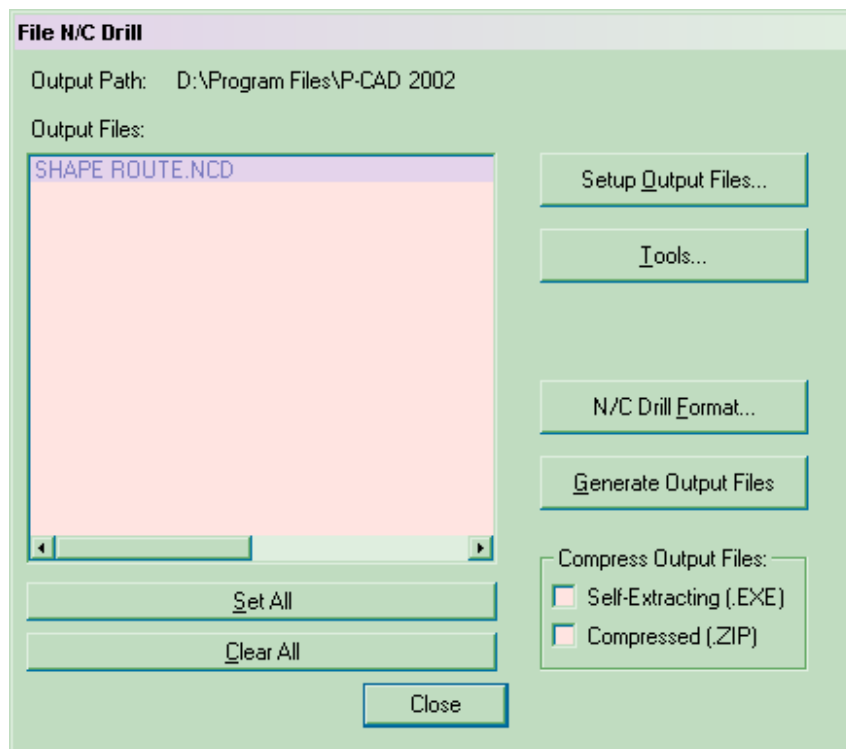 File N/C Drill
Output Path: D:\Program Files\P-CAD 2002
Output Files:
SHAPE ROUTE.NCD
Setup Output Files...
Tools...
N/C Drill Format...
Generate Output Files
Compress Output Files:
Self-Extracting (.EXE)
Compressed (.ZIP)
Set All
Clear All
Close